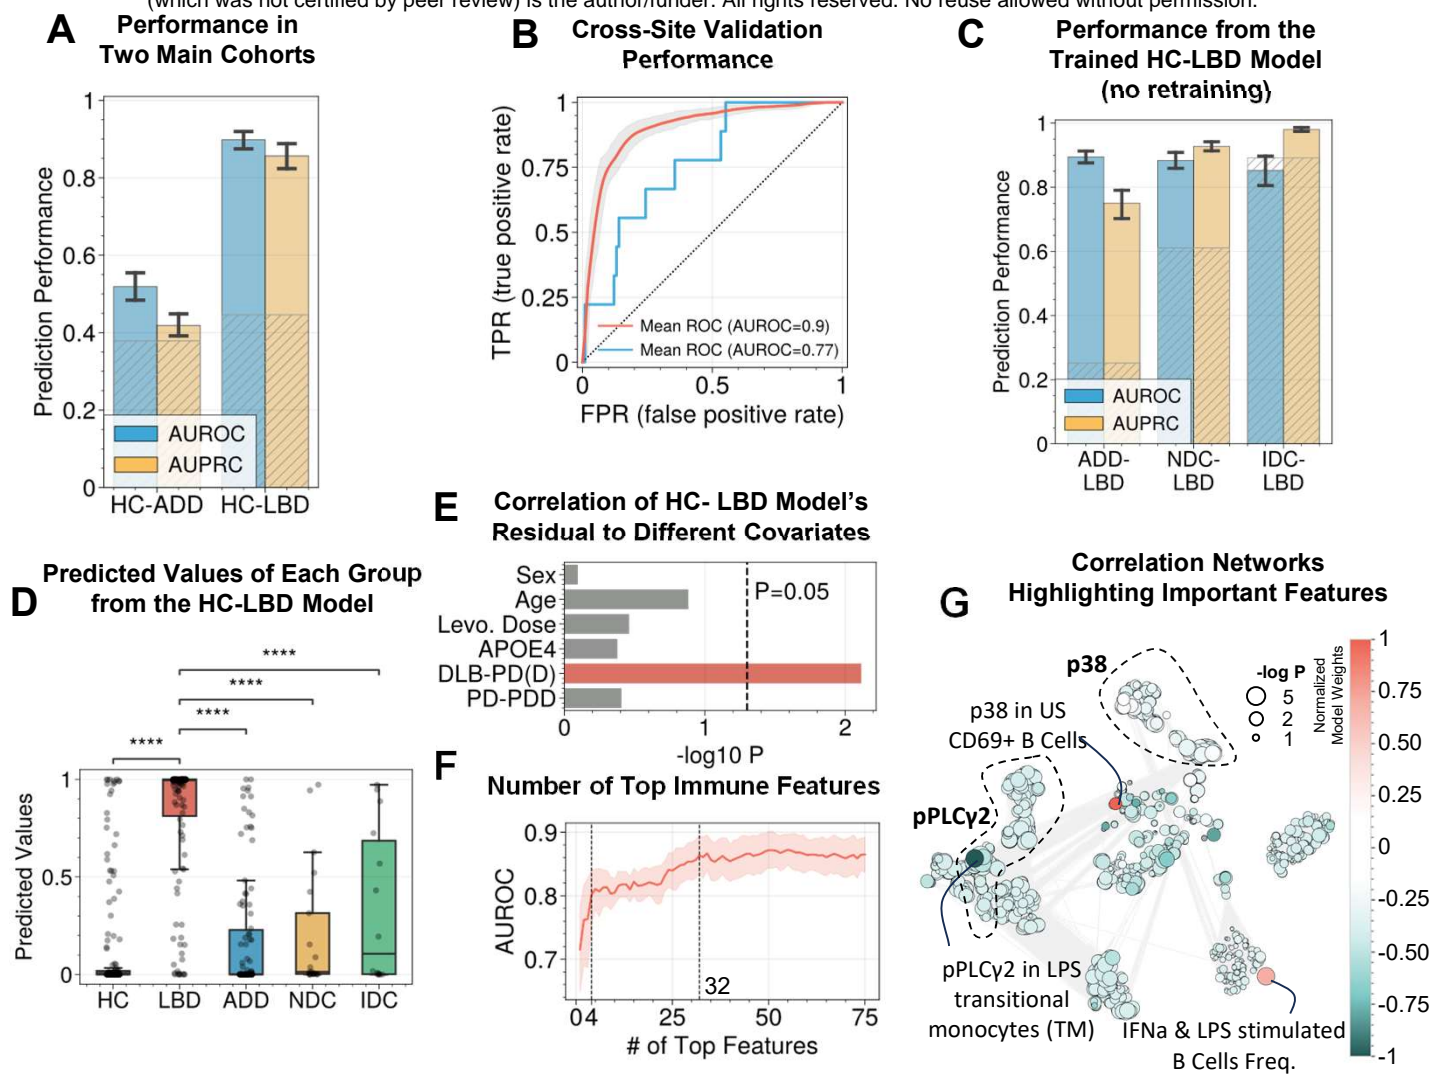 (which was not certified by peer review) is the author/funder. All rights reserved. No reuse allowed without permission.
A
Performance in
Two Main Cohorts
Prediction Performance
1
0.8
0.6
0.4
0.2
0
AUROC
AUPRC
HC-ADD HC-LBD
B
Cross-Site Validation
Performance
TPR (true positive rate)
1
0.75
0.5
0.25
0
Mean ROC (AUROC=0.9)
Mean ROC (AUROC=0.77)
0 0.5 1
FPR (false positive rate)
C
Performance from the
Trained HC-LBD Model
(no retraining)
Prediction Performance
1
0.8
0.6
0.4
0.2
0
AUROC
AUPRC
ADD-
LBD
NDC-
LBD
IDC-
LBD
D
Predicted Values of Each Group
from the HC-LBD Model
****
****
****
****
Predicted Values
1
0.5
0
HC LBD ADD NDC IDC
E
Correlation of HC- LBD Model’s
Residual to Different Covariates
Sex
Age
Levo. Dose
APOE4
DLB-PD(D)
PD-PDD
P=0.05
0 1 2
-log10 P
F
Number of Top Immune Features
AUROC
0.9
0.8
0.7
32
0 4 25 50 75
# of Top Features
G
Correlation Networks
Highlighting Important Features
p38
p38 in US
CD69+ B Cells
pPLCγ2
pPLCγ2 in LPS
transitional
monocytes (TM)
IFNa & LPS stimulated
B Cells Freq.
-log P
5
2
1
Normalized
Model Weights
1
0.75
0.50
0.25
0
-0.25
-0.50
-0.75
-1